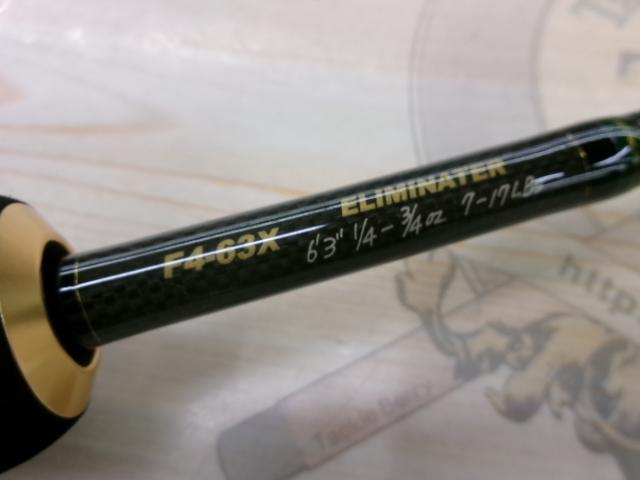 F4-63X ELIMINATER
6'3" 1/4-3/4oz 7-17LB
Tackle Berry
http: